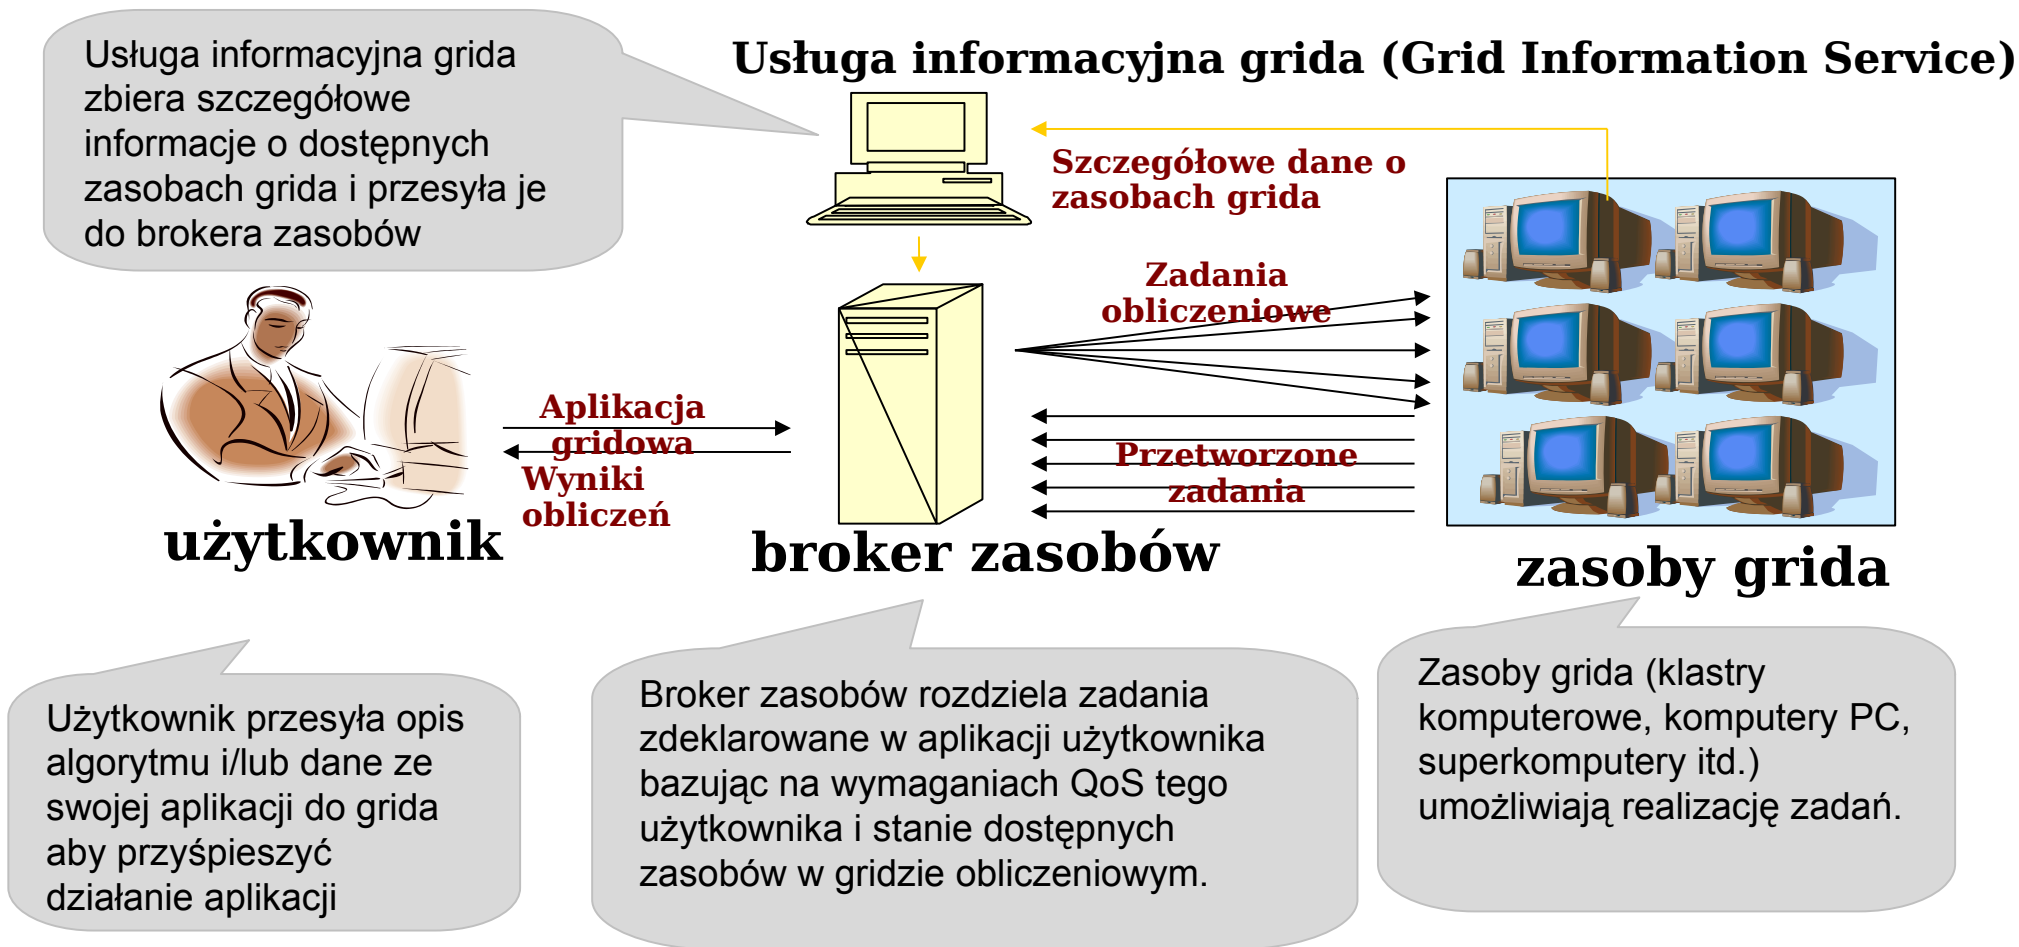 Usługa informacyjna grida
zbiera szczegółowe
informacje o dostępnych
zasobach grida i przesyła je
do brokera zasobów
Usługa informacyjna grida (Grid Information Service)
Szczegółowe dane o
zasobach grida
Zadania
obliczeniowe
Aplikacja
gridowa
Wyniki
obliczeń
Przetworzone
zadania
użytkownik
broker zasobów
zasoby grida
Użytkownik przesyła opis
algorytmu i/lub dane ze
swojej aplikacji do grida
aby przyśpieszyć
działanie aplikacji
Broker zasobów rozdziela zadania
zdeklarowane w aplikacji użytkownika
bazując na wymaganiach QoS tego
użytkownika i stanie dostępnych
zasobów w gridzie obliczeniowym.
Zasoby grida (klastry
komputerowe, komputery PC,
superkomputery itd.)
umożliwiają realizację zadań.